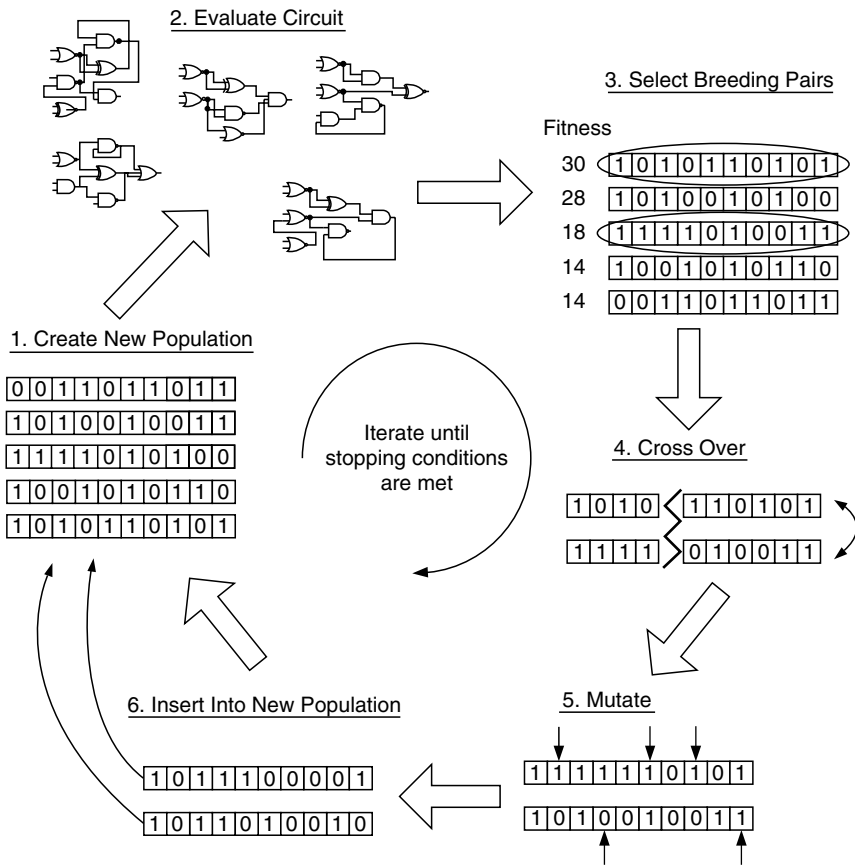 2. Evaluate Circuit
3. Select Breeding Pairs
Fitness
30 1 0 1 0 1 1 0 1 0 1
28 1 0 1 0 0 1 0 1 0 0
18 1 1 1 1 0 1 0 0 1 1
14 1 0 0 1 0 1 0 1 1 0
14 0 0 1 1 0 1 1 0 1 1
1. Create New Population
0 0 1 1 0 1 1 0 1 1
1 0 1 0 0 1 0 0 1 1
1 1 1 1 0 1 0 1 0 0
1 0 0 1 0 1 0 1 1 0
1 0 1 0 1 1 0 1 0 1
Iterate until
stopping conditions
are met
4. Cross Over
1 0 1 0 1 1 0 1 0 1
1 1 1 1 0 1 0 0 1 1
5. Mutate
1 1 1 1 1 1 0 1 0 1
1 0 1 0 0 1 0 0 1 1
6. Insert Into New Population
1 0 1 1 1 0 0 0 0 1
1 0 1 1 0 1 0 0 1 0